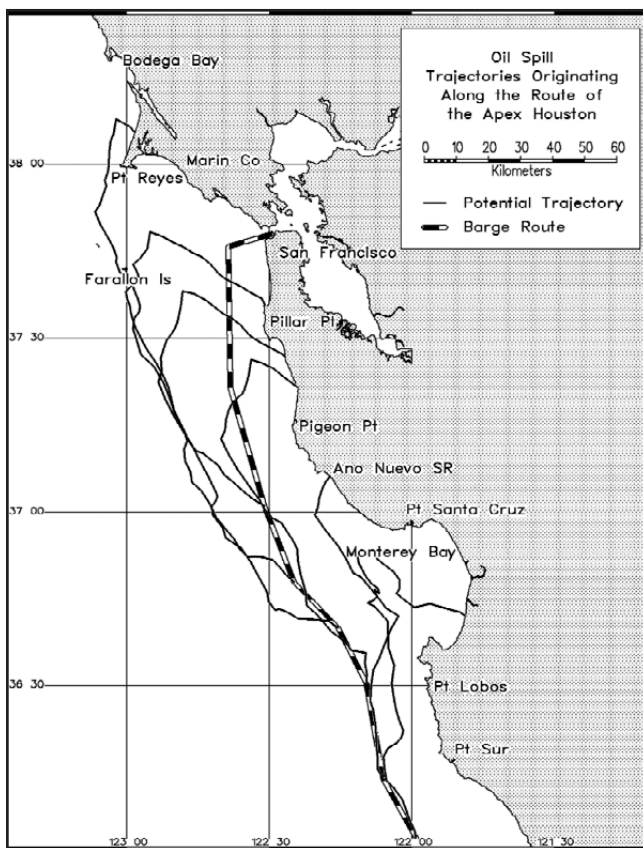 Oil Spill
Trajectories Originating
Along the Route of
the Apex Houston
0 10 20 30 40 50 60
Kilometers
Potential Trajectory
Barge Route
Bodega Bay
38 00
Marin Co
Pt Reyes
San Francisco
Farallon Is
Pillar Pt
37 30
Pigeon Pt
Ano Nuevo SR
37 00
Pt Santa Cruz
Monterey Bay
36 30
Pt Lobos
Pt Sur
123 00
122 30
122 00
121 30